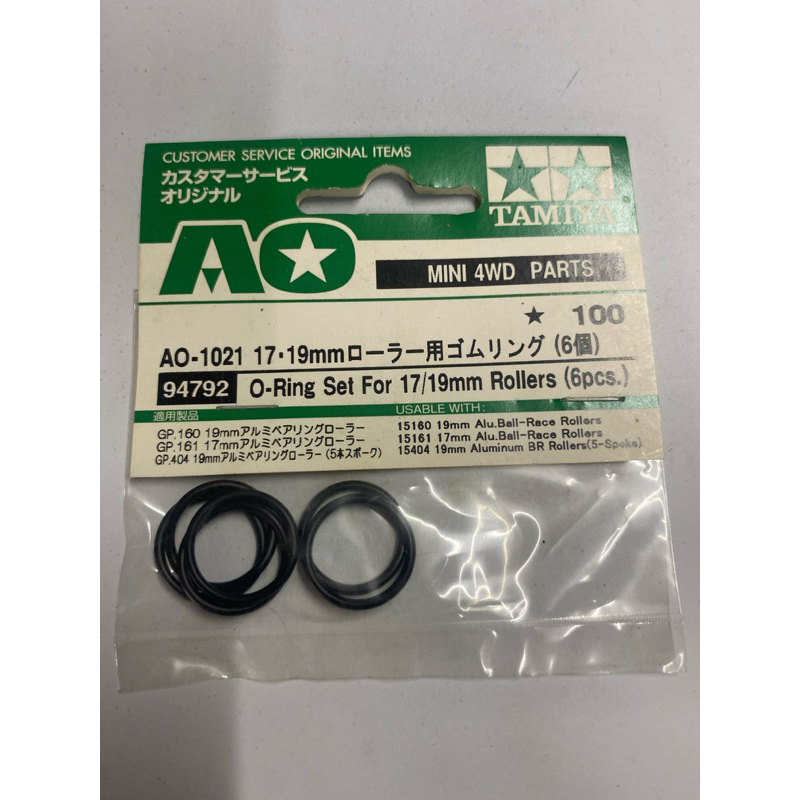 CUSTOMER SERVICE ORIGINAL ITEMS
カスタマーサービス
オリジナル
TAMIYA
AO
MINI 4WD PARTS
★ 100
AO-1021 17・19mmローラー用ゴムリング (6個)
94792 O-Ring Set For 17/19mm Rollers (6pcs.)
適用製品
GP.160 19mmアルミベアリングローラー
GP.161 17mmアルミベアリングローラー
GP.404 19mmアルミベアリングローラー (5本スポーク)
USABLE WITH:
15160 19mm Alu.Ball-Race Rollers
15161 17mm Alu.Ball-Race Rollers
15404 19mm Aluminum BR Rollers(5-Spoke)